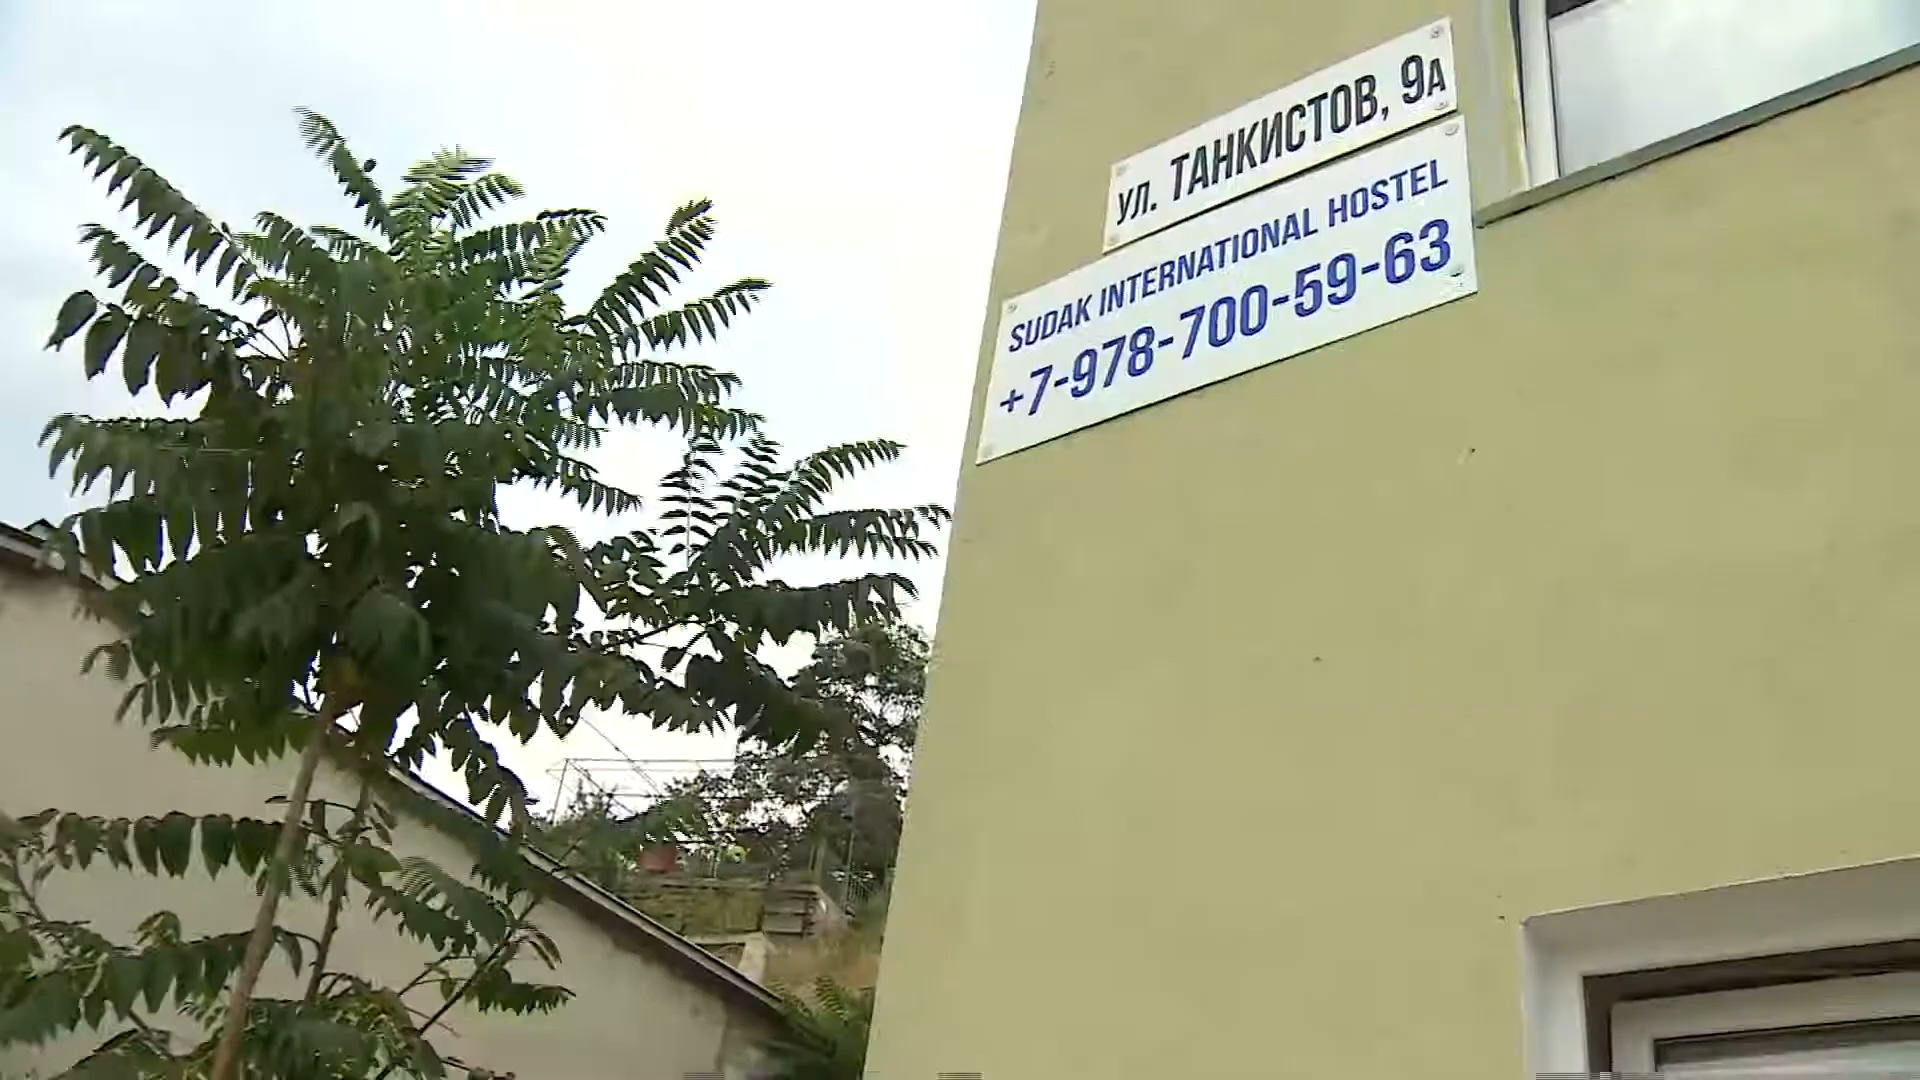 УЛ. ТАНКИСТОВ, 9А
SUDAK INTERNATIONAL HOSTEL
+7-978-700-59-63